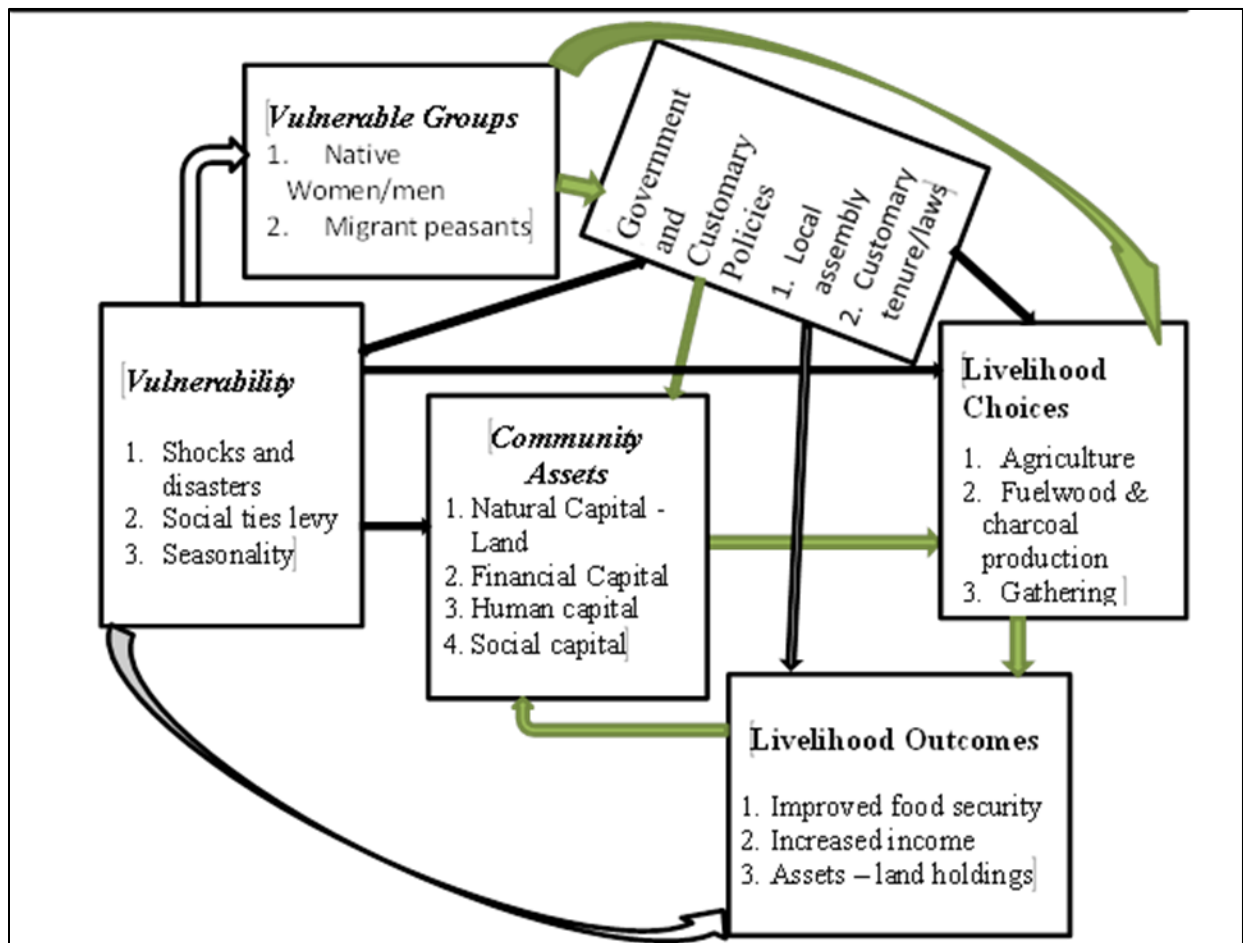 Vulnerable Groups
1. Native
Women/men
2. Migrant peasants
Government
and
Customary
Policies
1. Local
assembly
2. Customary
tenure/laws
Vulnerability
1. Shocks and
disasters
2. Social ties levy
3. Seasonality
Community
Assets
1. Natural Capital -
Land
2. Financial Capital
3. Human capital
4. Social capital
Livelihood
Choices
1. Agriculture
2. Fuelwood &
charcoal
production
3. Gathering
Livelihood Outcomes
1. Improved food security
2. Increased income
3. Assets – land holdings